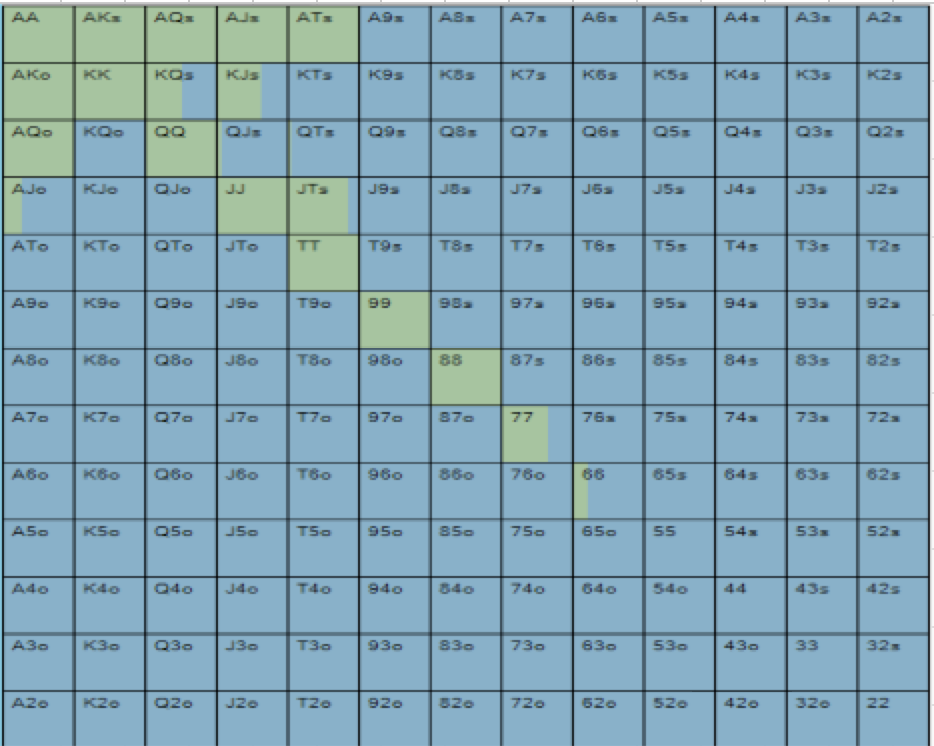 AA AKs AQs AJs ATs A9s A8s A7s A6s A5s A4s A3s A2s
AKo KK KQs KJs KTs K9s K8s K7s K6s K5s K4s K3s K2s
AQo KQo QQ QJs QTs Q9s Q8s Q7s Q6s Q5s Q4s Q3s Q2s
AJo KJo QJo JJ JTs J9s J8s J7s J6s J5s J4s J3s J2s
ATo KTo QTo JTo TT T9s T8s T7s T6s T5s T4s T3s T2s
A9o K9o Q9o J9o T9o 99 98s 97s 96s 95s 94s 93s 92s
A8o K8o Q8o J8o T8o 98o 88 87s 86s 85s 84s 83s 82s
A7o K7o Q7o J7o T7o 97o 87o 77 76s 75s 74s 73s 72s
A6o K6o Q6o J6o T6o 96o 86o 76o 66 65s 64s 63s 62s
A5o K5o Q5o J5o T5o 95o 85o 75o 65o 55 54s 53s 52s
A4o K4o Q4o J4o T4o 94o 84o 74o 64o 54o 44 43s 42s
A3o K3o Q3o J3o T3o 93o 83o 73o 63o 53o 43o 33 32s
A2o K2o Q2o J2o T2o 92o 82o 72o 62o 52o 42o 32o 22